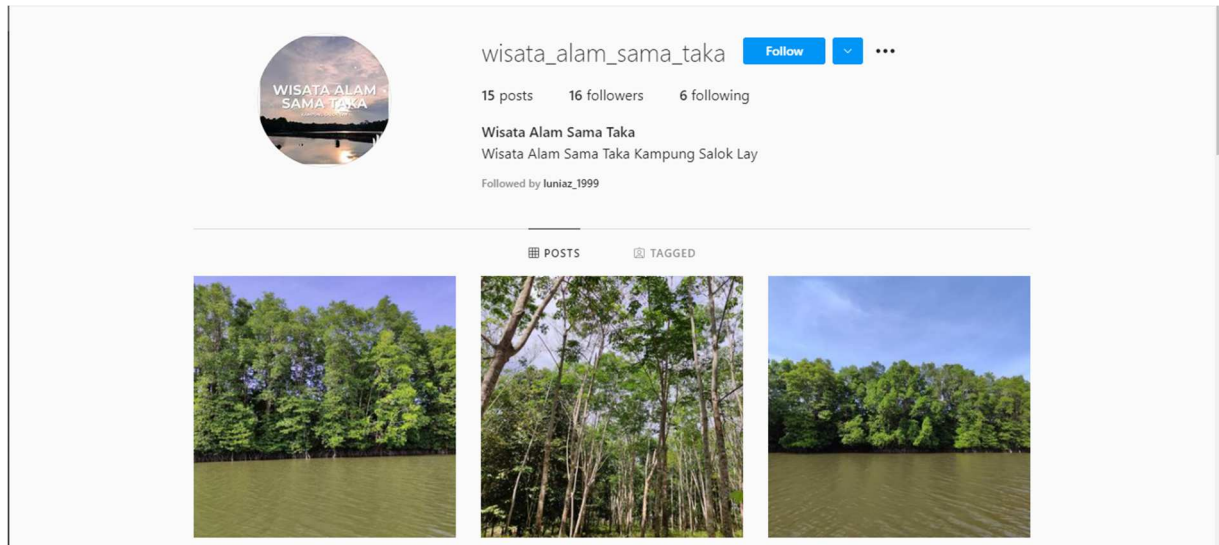 WISATA ALAM
SAMA TAKA
wisata_alam_sama_taka Follow
15 posts 16 followers 6 following
Wisata Alam Sama Taka
Wisata Alam Sama Taka Kampung Salok Lay
Followed by luniaz_1999
POSTS TAGGED